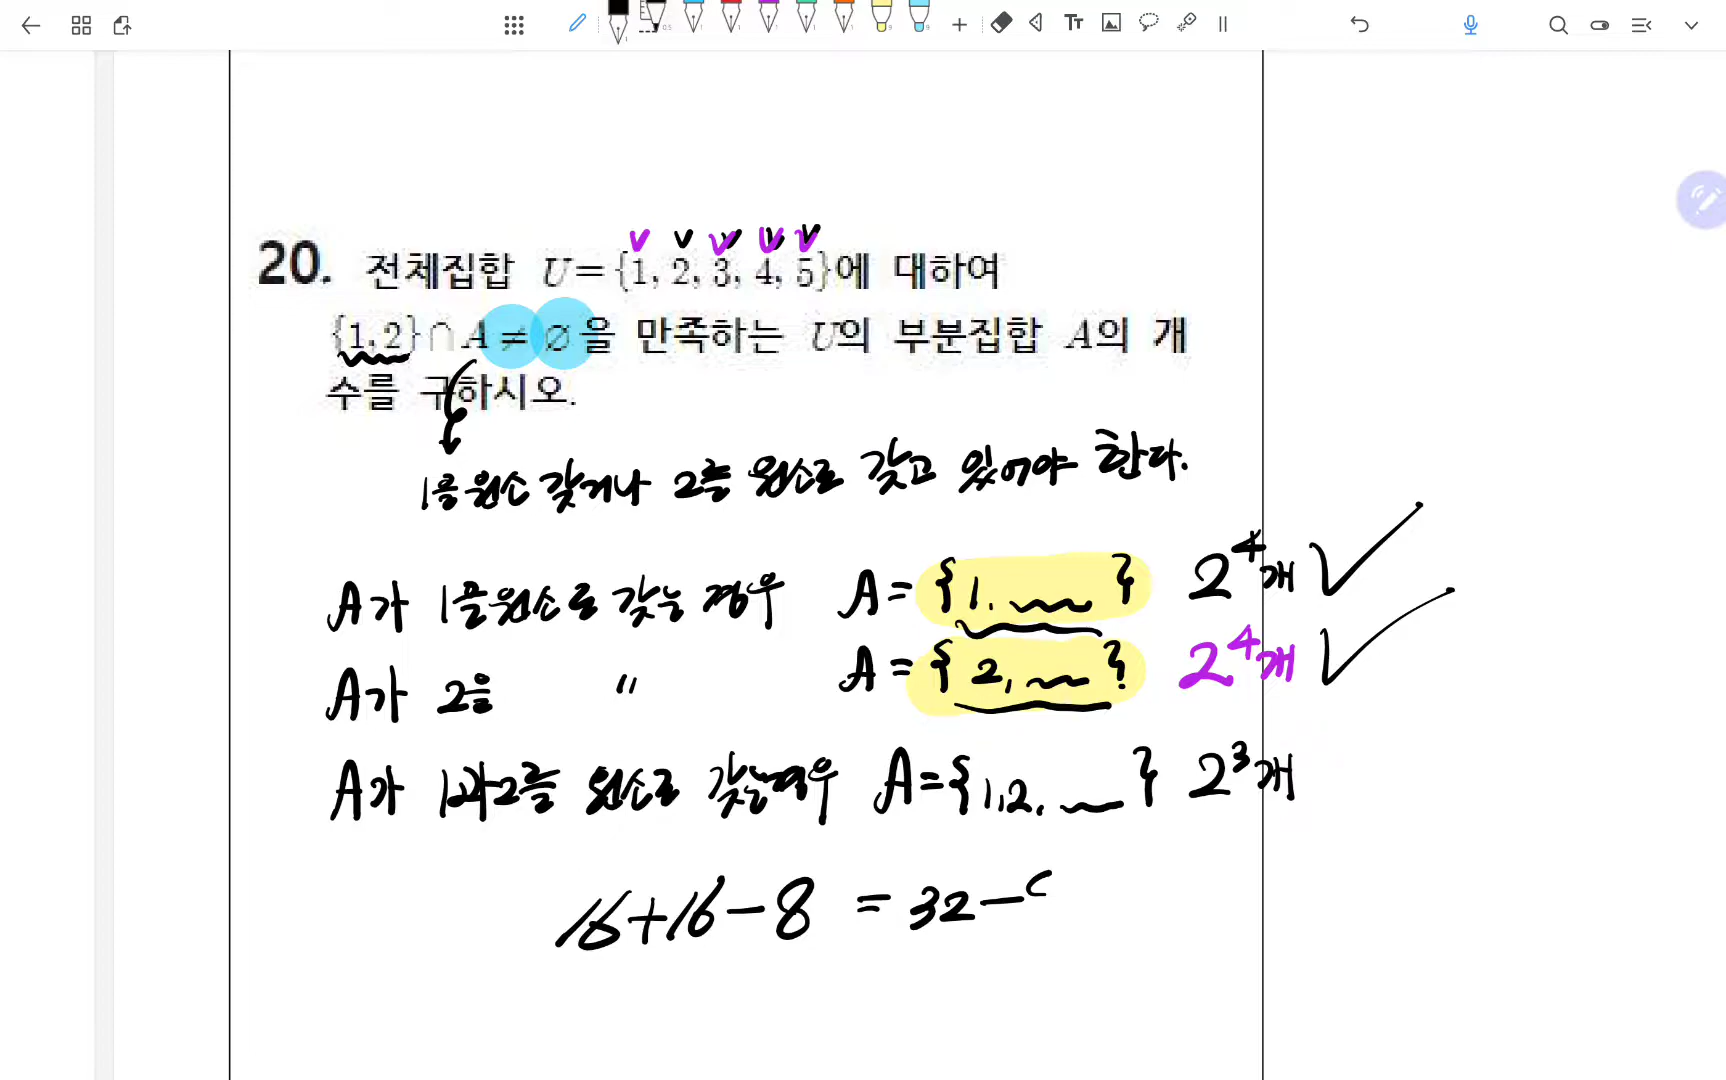 20. 전체집합 U={1, 2, 3, 4, 5}에 대하여
{1,2}∩A≠∅을 만족하는 U의 부분집합 A의 개
수를 구하시오.
1을 원소 갖거나 2를 원소로 갖고 있어야 한다.
A가 1을 원소로 갖는 경우 A={1, } 2⁴개
A가 2을 〃 A={2, } 2⁴개
A가 1과 2를 원소로 갖는 경우 A={1,2, } 2³개
16+16-8 = 32-